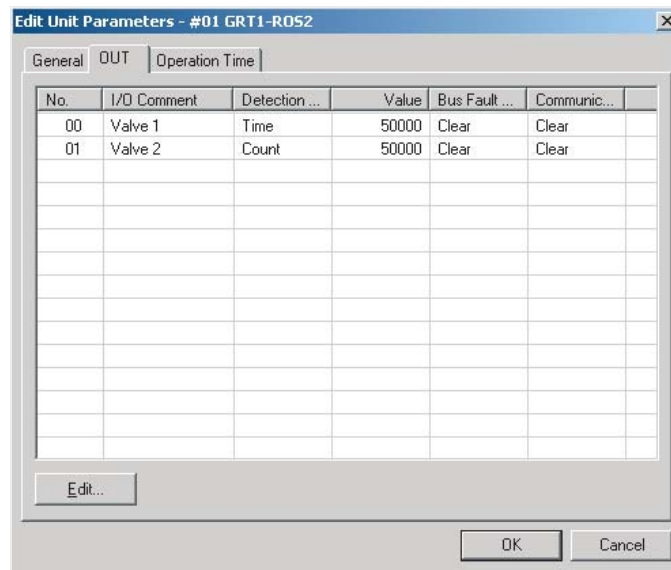 Edit Unit Parameters - #01 GRT1-ROS2
General OUT Operation Time
No. I/O Comment Detection ... Value Bus Fault ... Communic...
00 Valve 1 Time 50000 Clear Clear
01 Valve 2 Count 50000 Clear Clear
Edit...
OK Cancel